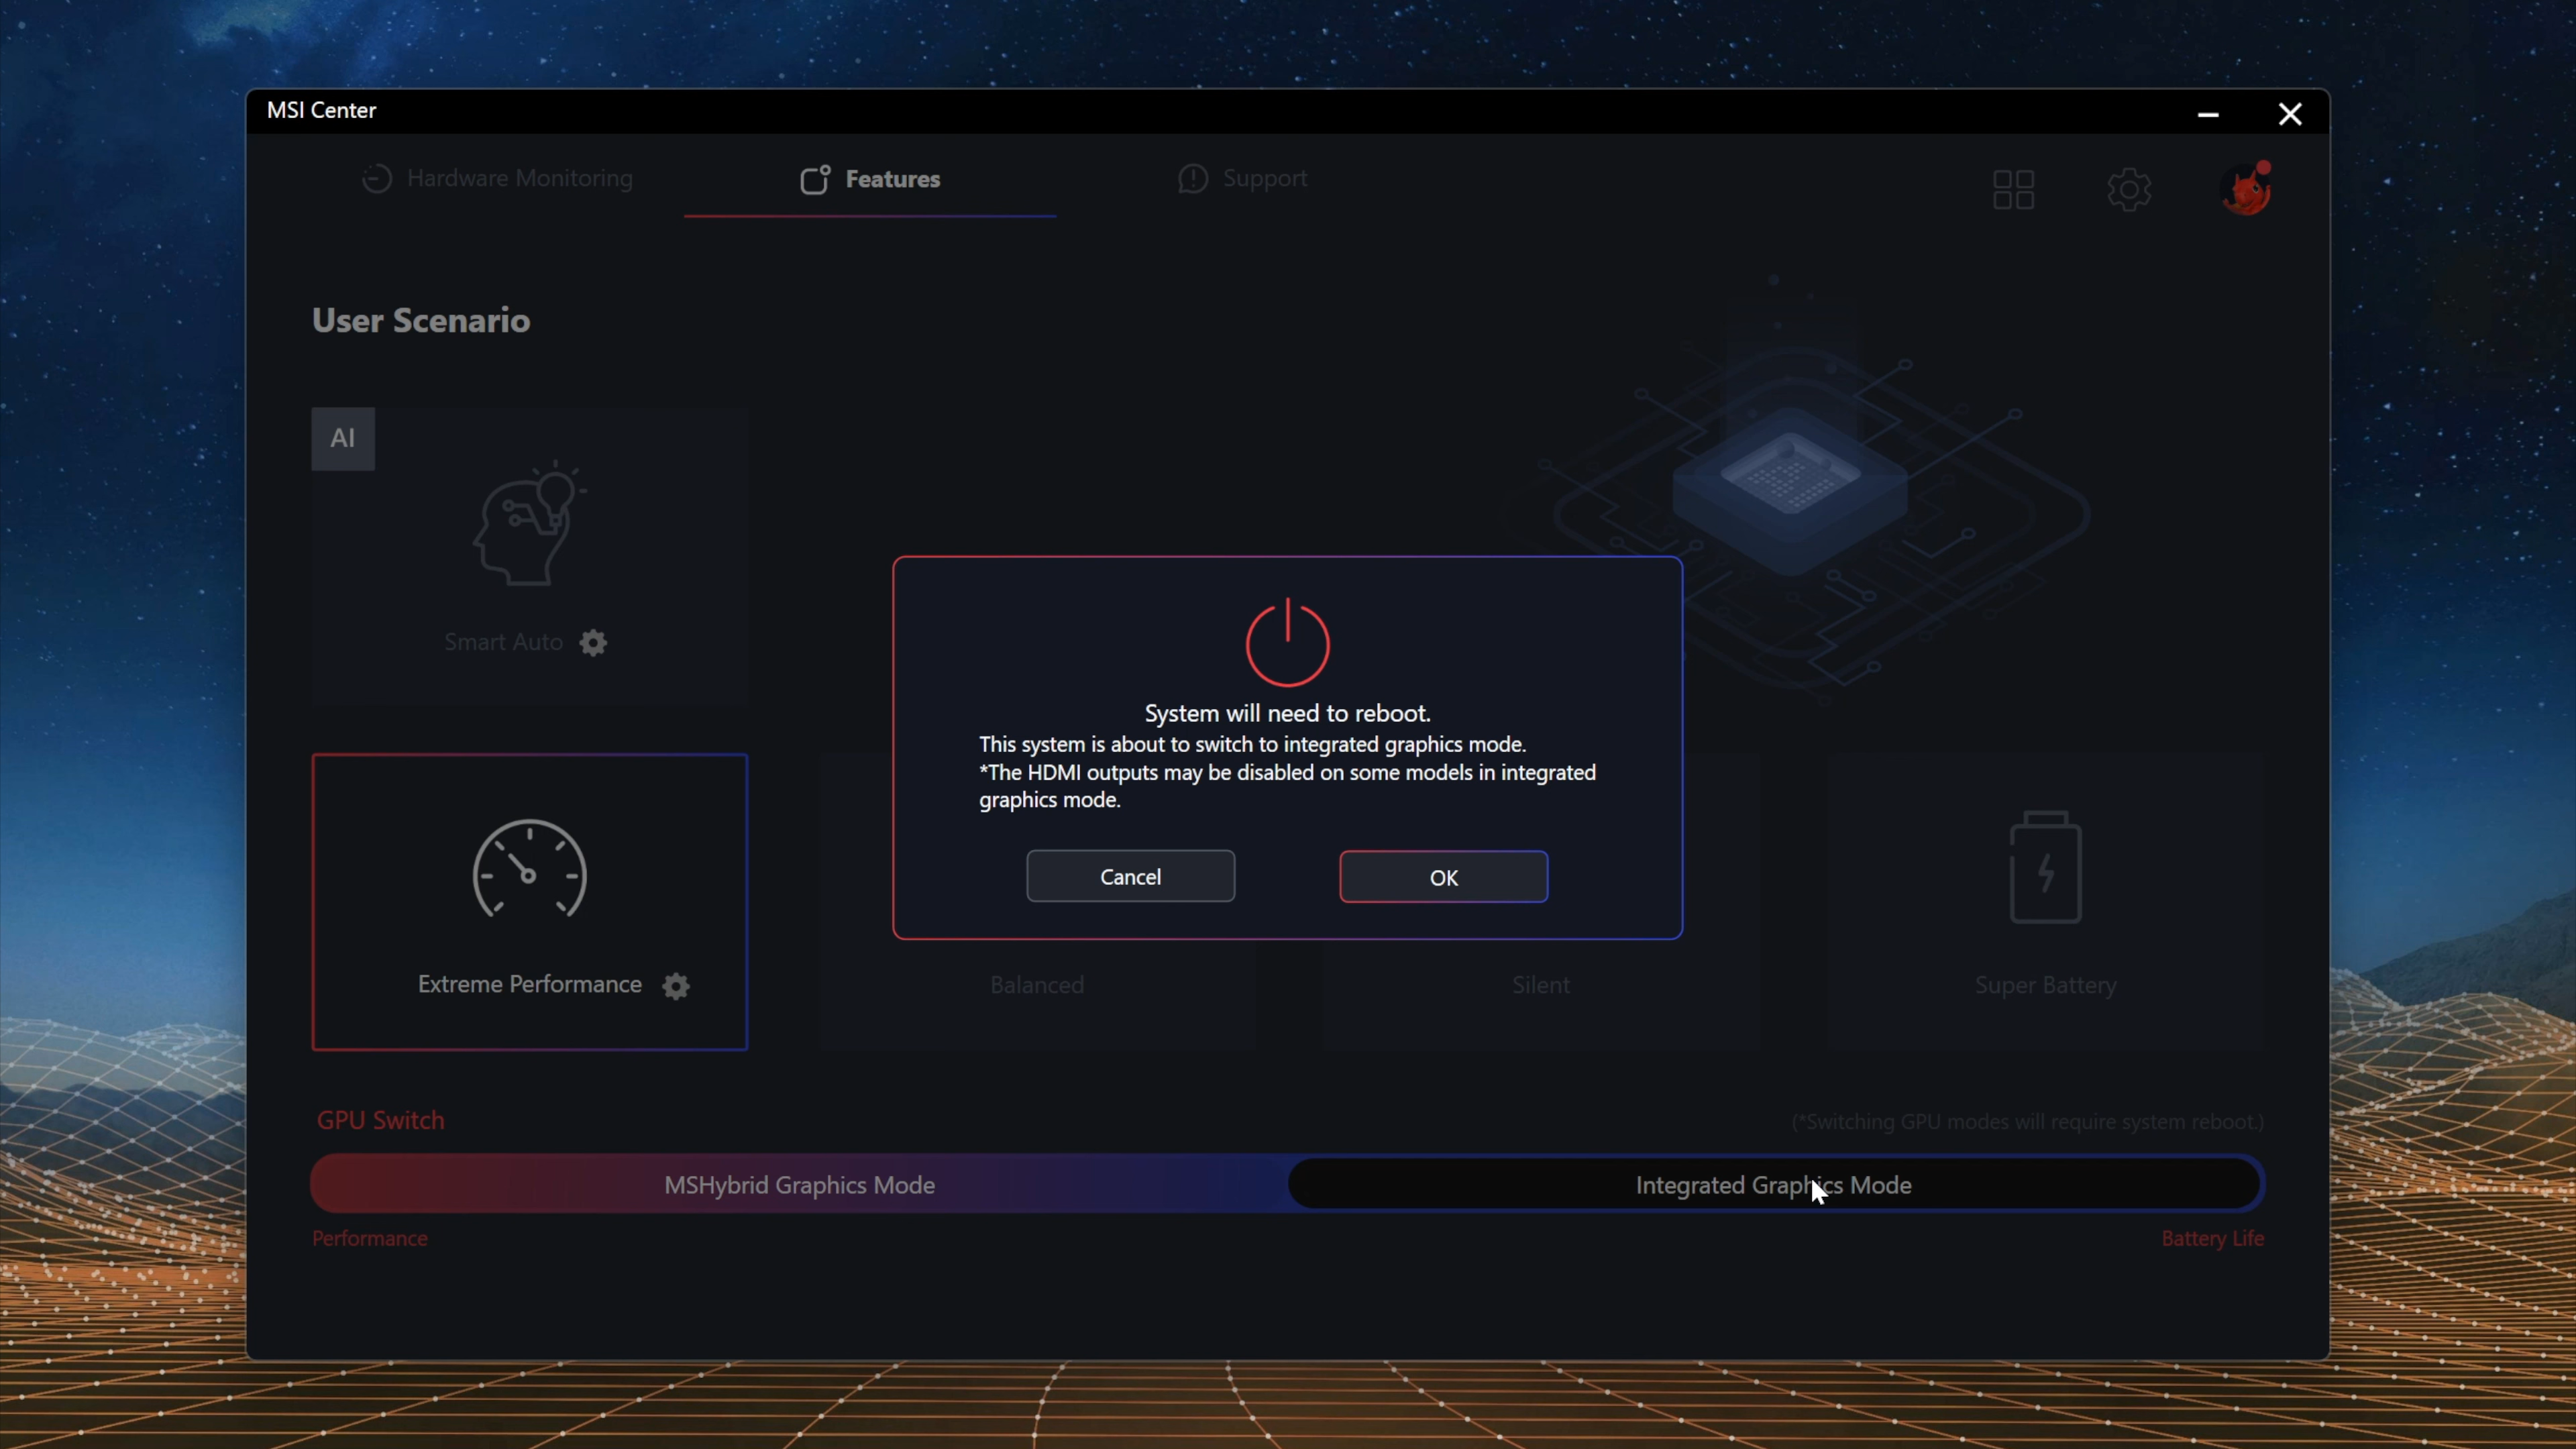 MSI Center
Hardware Monitoring
Features
Support
User Scenario
AI
Smart Auto
System will need to reboot.
This system is about to switch to integrated graphics mode.
*The HDMI outputs may be disabled on some models in integrated
graphics mode.
Cancel
OK
Extreme Performance
Balanced
Silent
Super Battery
GPU Switch
(*Switching GPU modes will require system reboot.)
MSHybrid Graphics Mode
Integrated Graphics Mode
Performance
Battery Life